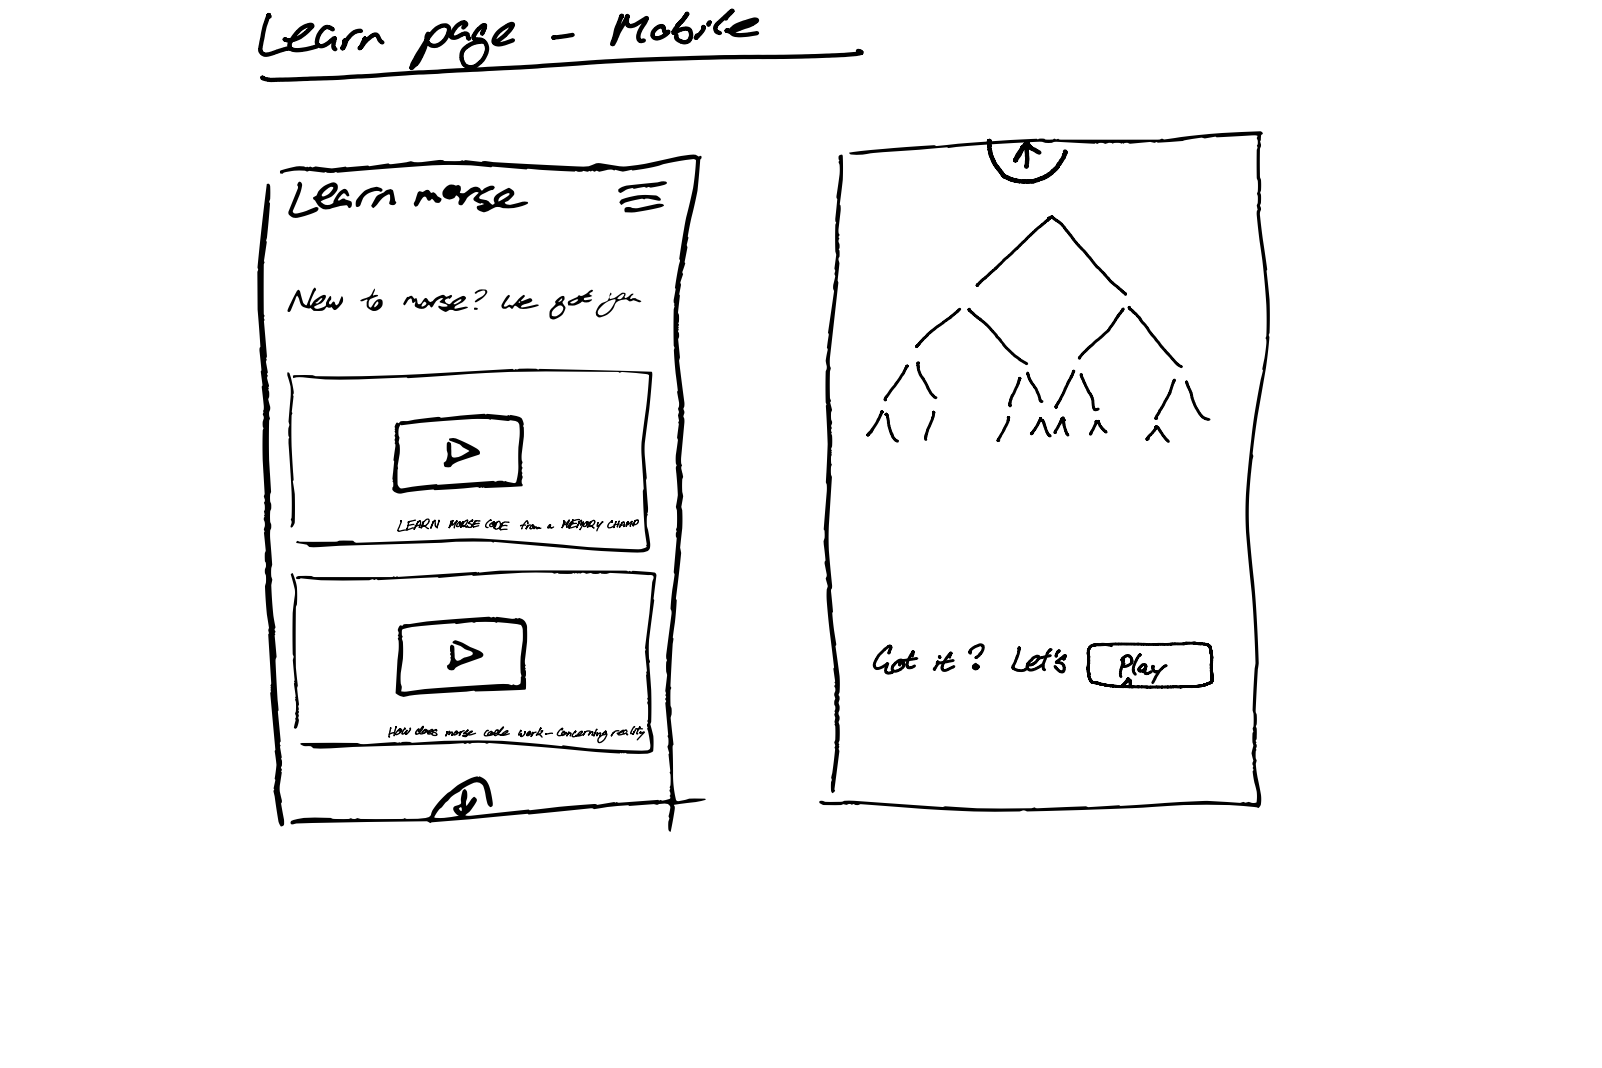 Learn page - Mobile
Learn morse
New to morse? we got you
LEARN MORSE CODE from a MEMORY CHAMP
How does morse code work - Concerning reality
Got it? Let's Play